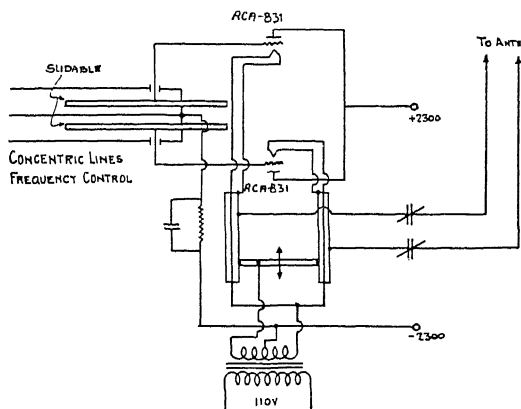 RCA-831
TO ANTE
SLIDABLE
+2300
CONCENTRIC LINES
FREQUENCY CONTROL
RCA-831
-2300
110V